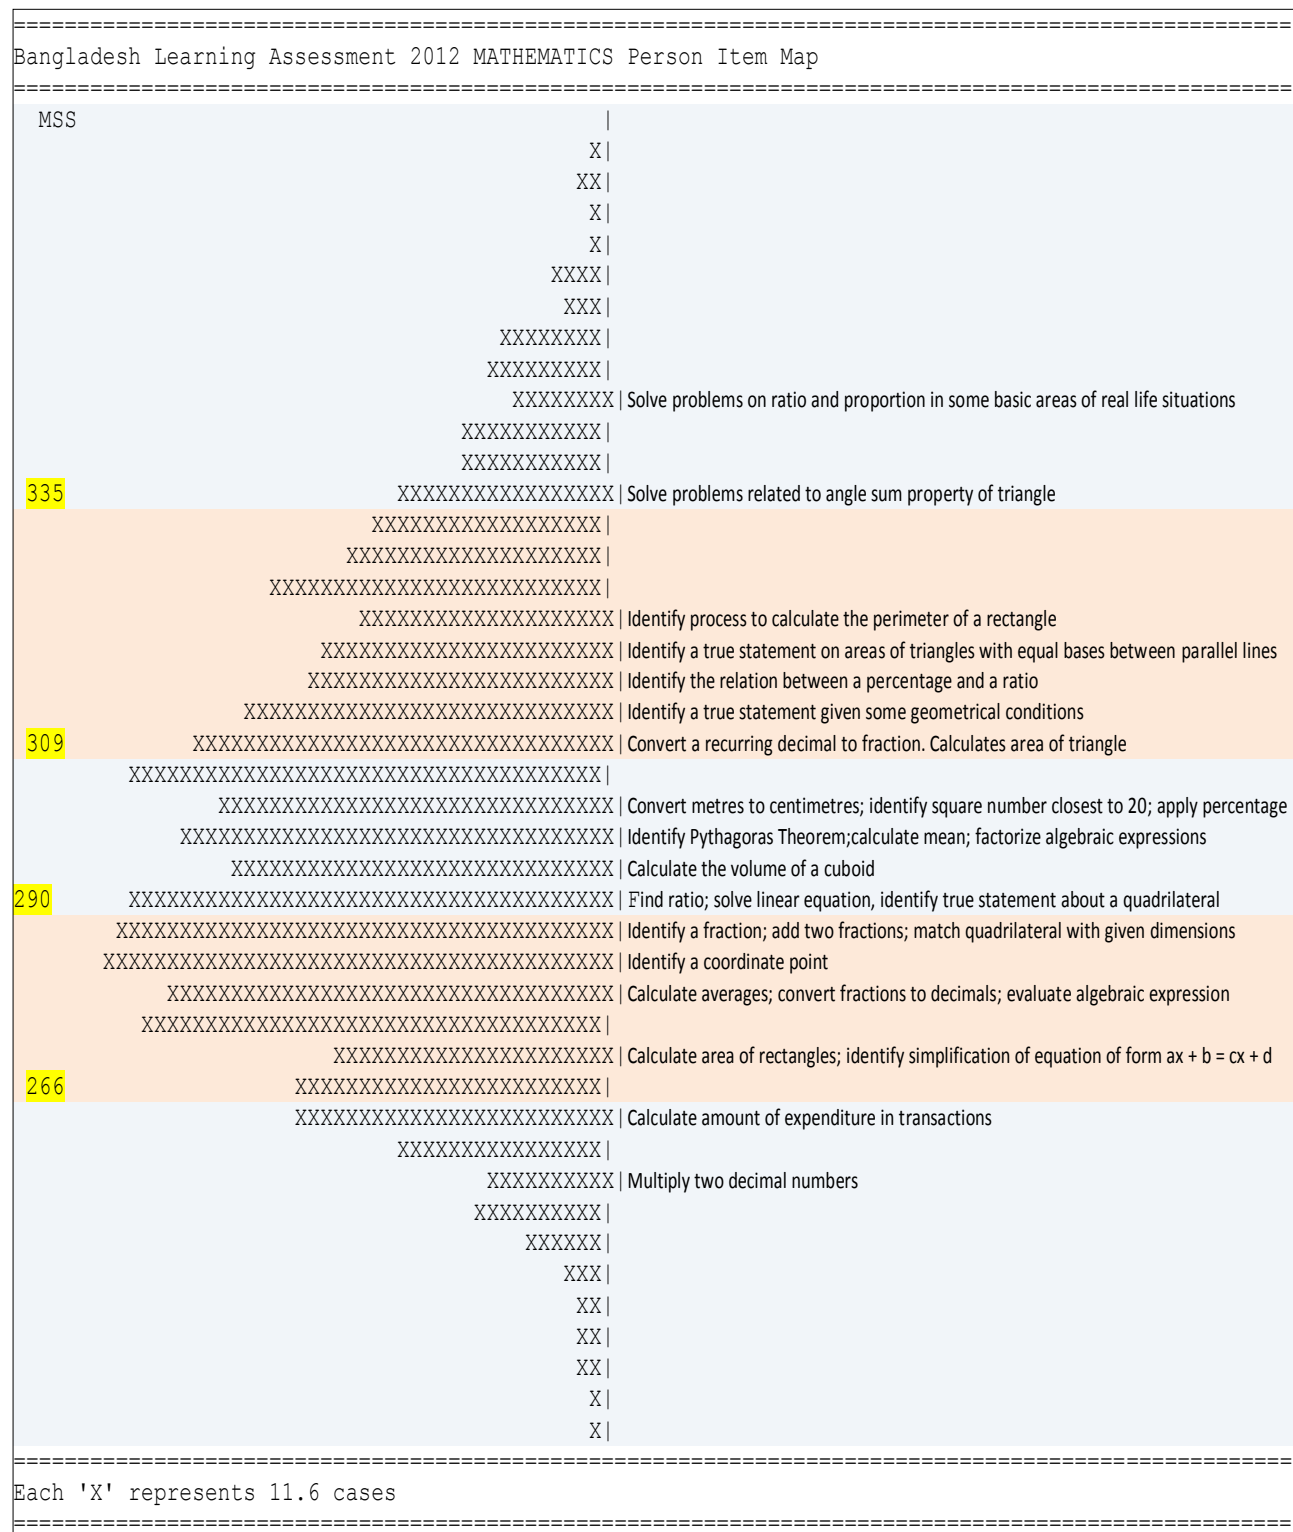 ====================================================================================================
Bangladesh Learning Assessment 2012 MATHEMATICS Person Item Map
====================================================================================================
MSS |
X|
XX|
X|
X|
XXXX|
XXX|
XXXXXXXX|
XXXXXXXXX|
XXXXXXXX|Solve problems on ratio and proportion in some basic areas of real life situations
XXXXXXXXXXX|
XXXXXXXXXXX|
335 XXXXXXXXXXXXXXXXX|Solve problems related to angle sum property of triangle
XXXXXXXXXXXXXXXXXX|
XXXXXXXXXXXXXXXXXXXX|
XXXXXXXXXXXXXXXXXXXXXXXXXX|
XXXXXXXXXXXXXXXXXXXX|Identify process to calculate the perimeter of a rectangle
XXXXXXXXXXXXXXXXXXXXXXX|Identify a true statement on areas of triangles with equal bases between parallel lines
XXXXXXXXXXXXXXXXXXXXXXXX|Identify the relation between a percentage and a ratio
XXXXXXXXXXXXXXXXXXXXXXXXXXXXX|Identify a true statement given some geometrical conditions
309 XXXXXXXXXXXXXXXXXXXXXXXXXXXXXXXXX|Convert a recurring decimal to fraction. Calculates area of triangle
XXXXXXXXXXXXXXXXXXXXXXXXXXXXXXXXXXXXX|
XXXXXXXXXXXXXXXXXXXXXXXXXXXXXXX|Convert metres to centimetres; identify square number closest to 20; apply percentage
XXXXXXXXXXXXXXXXXXXXXXXXXXXXXXXXXX|Identify Pythagoras Theorem;calculate mean; factorize algebraic expressions
XXXXXXXXXXXXXXXXXXXXXXXXXXXXXX|Calculate the volume of a cuboid
290 XXXXXXXXXXXXXXXXXXXXXXXXXXXXXXXXXXXXXX|Find ratio; solve linear equation, identify true statement about a quadrilateral
XXXXXXXXXXXXXXXXXXXXXXXXXXXXXXXXXXXXXXX|Identify a fraction; add two fractions; match quadrilateral with given dimensions
XXXXXXXXXXXXXXXXXXXXXXXXXXXXXXXXXXXXXXXX|Identify a coordinate point
XXXXXXXXXXXXXXXXXXXXXXXXXXXXXXXXXXX|Calculate averages; convert fractions to decimals; evaluate algebraic expression
XXXXXXXXXXXXXXXXXXXXXXXXXXXXXXXXXXXX|
XXXXXXXXXXXXXXXXXXXXXX|Calculate area of rectangles; identify simplification of equation of form ax + b = cx + d
266 XXXXXXXXXXXXXXXXXXXXXXXX|
XXXXXXXXXXXXXXXXXXXXXXXXX|Calculate amount of expenditure in transactions
XXXXXXXXXXXXXXXX|
XXXXXXXXXX|Multiply two decimal numbers
XXXXXXXXXX|
XXXXXX|
XXX|
XX|
XX|
XX|
X|
X|
====================================================================================================
Each 'X' represents 11.6 cases
====================================================================================================